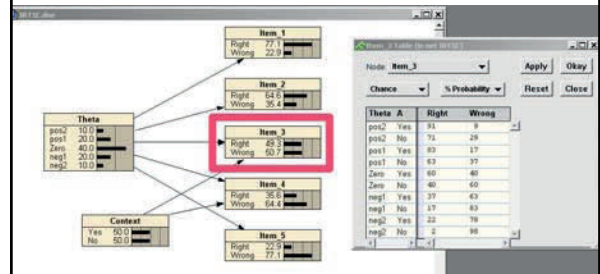 Item_1
Right 77.1
Wrong 22.9
Item_2
Right 64.6
Wrong 35.4
Theta
pos2 10.0
pos1 20.0
Zero 40.0
neg1 20.0
neg2 10.0
Item_3
Right 49.3
Wrong 50.7
Item_4
Right 35.6
Wrong 64.4
Context
Yes 50.0
No 50.0
Item_5
Right 22.9
Wrong 77.1
Node: Item_3
Apply Okay
Chance % Probability Reset Close
Theta A Right Wrong
pos2 Yes 91 9
pos2 No 71 29
pos1 Yes 83 17
pos1 No 63 37
Zero Yes 60 40
Zero No 40 60
neg1 Yes 37 63
neg1 No 17 83
neg2 Yes 22 78
neg2 No 2 98